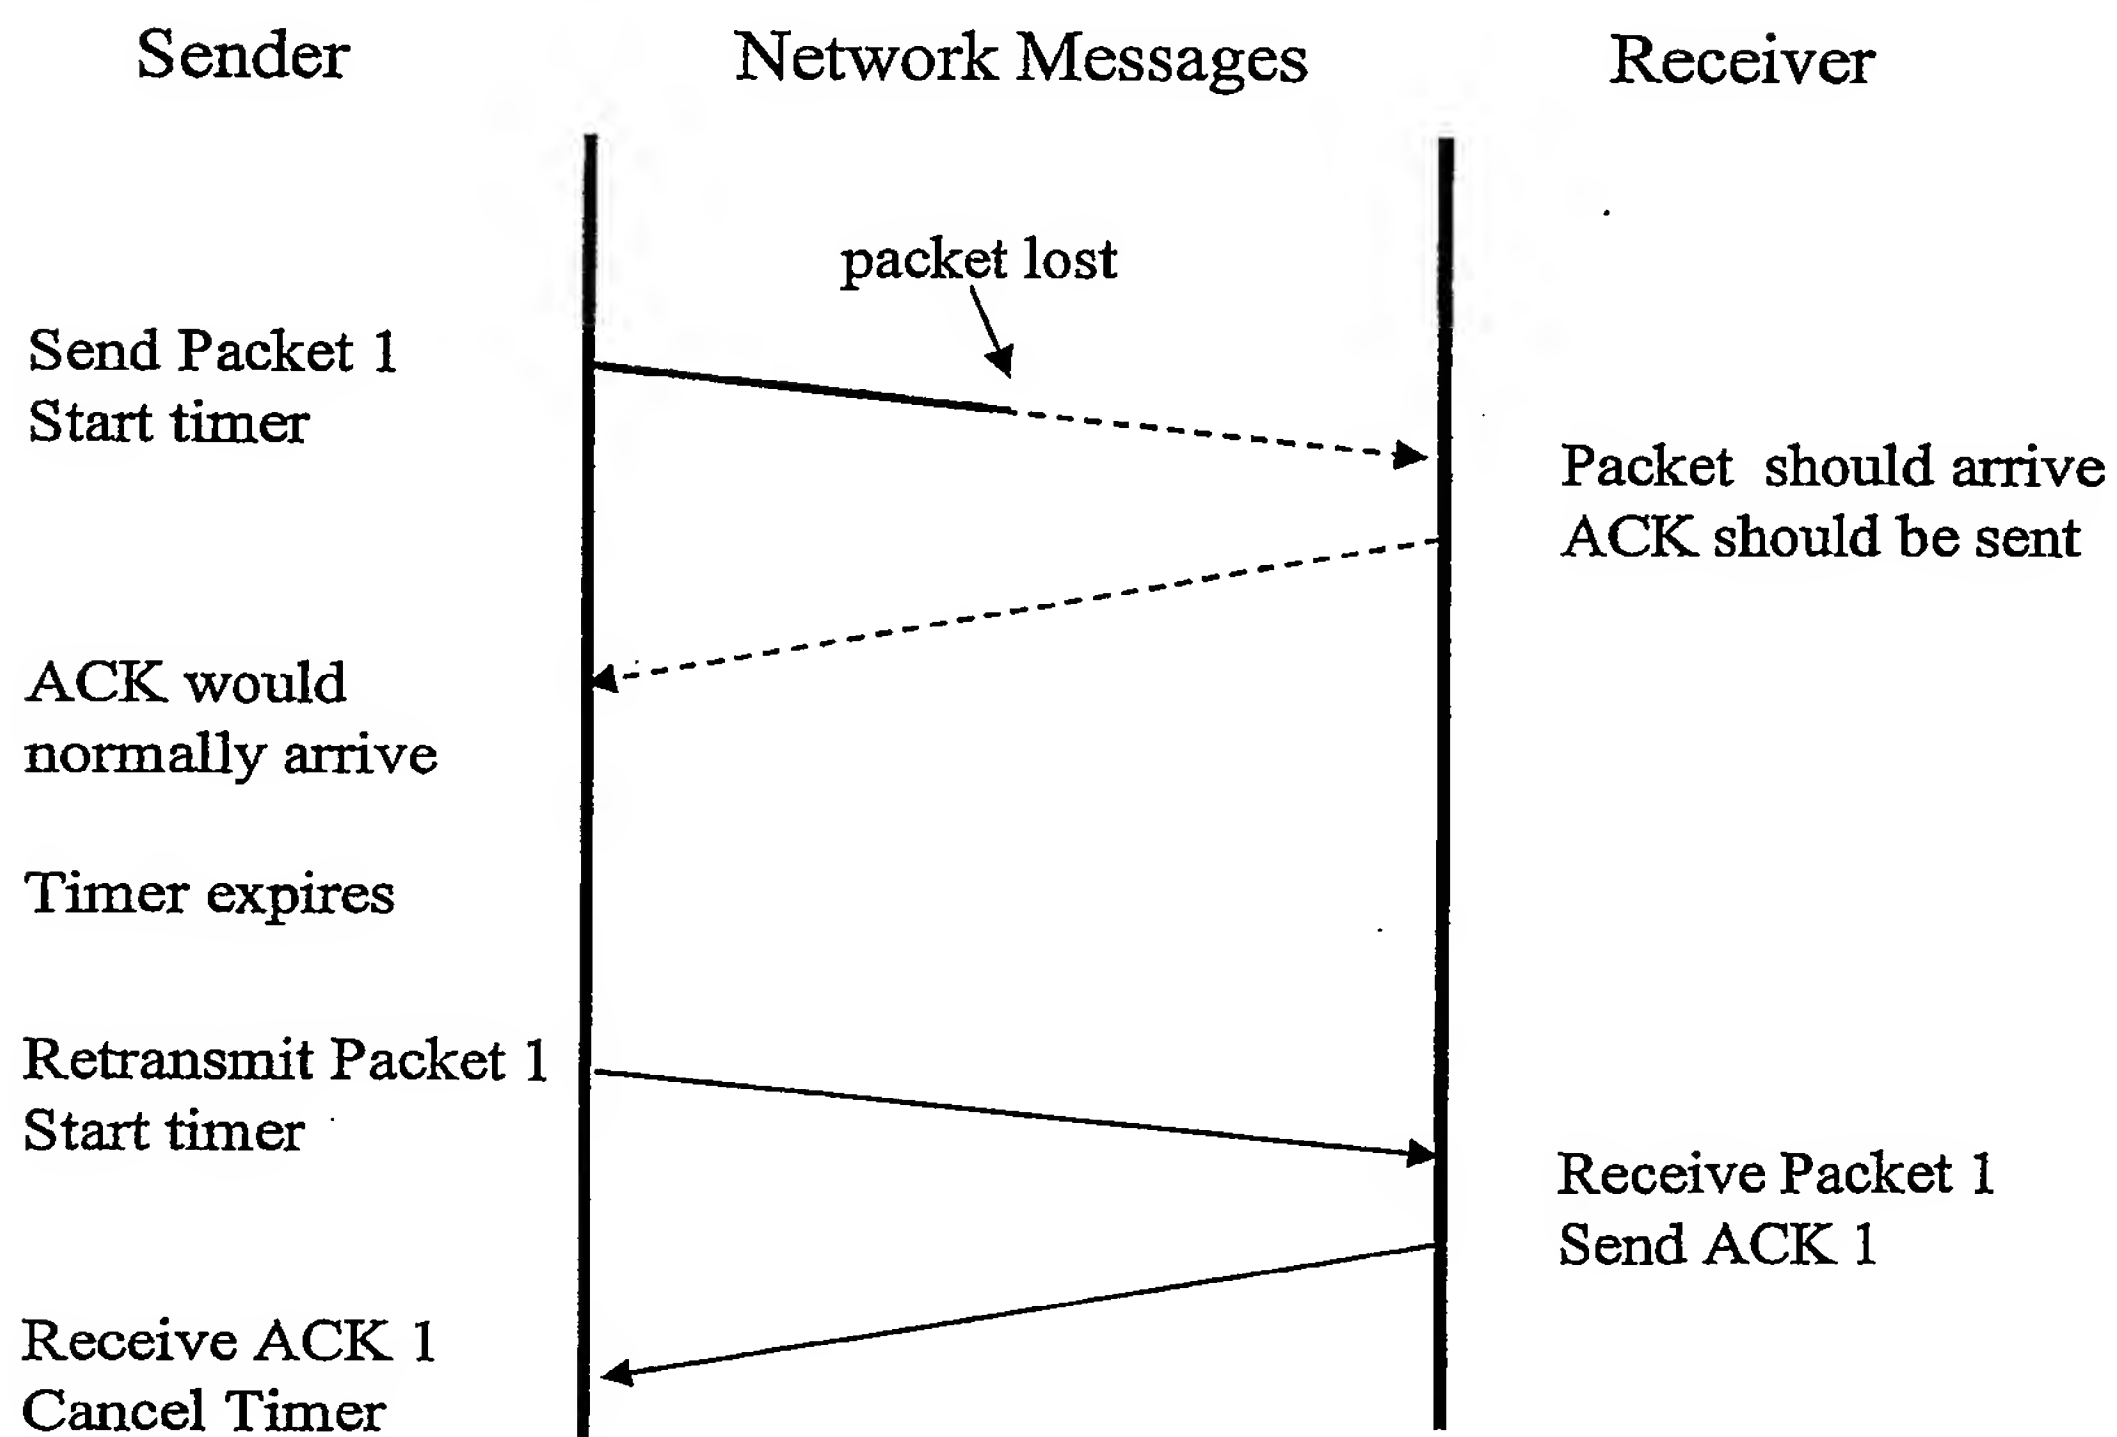 Sender
Network Messages
Receiver
packet lost
Send Packet 1
Start timer
Packet should arrive
ACK should be sent
ACK would
normally arrive
Timer expires
Retransmit Packet 1
Start timer
Receive Packet 1
Send ACK 1
Receive ACK 1
Cancel Timer